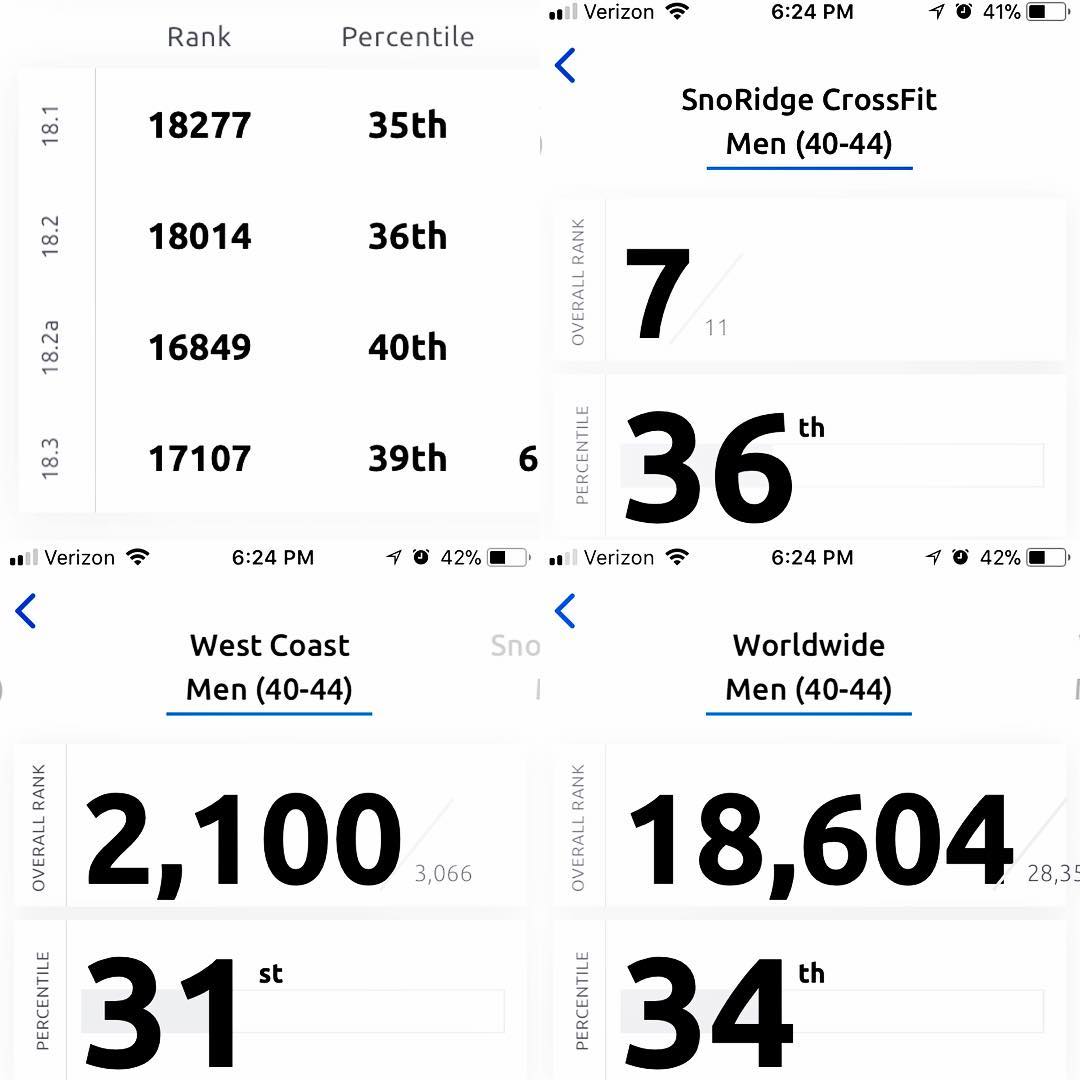 Rank Percentile
18.1 18277 35th
18.2 18014 36th
18.2a 16849 40th
18.3 17107 39th 6
Verizon 6:24 PM 41%
SnoRidge CrossFit
Men (40-44)
OVERALL RANK
7 / 11
PERCENTILE
36th
Verizon 6:24 PM 42%
West Coast Sno
Men (40-44)
OVERALL RANK
2,100 / 3,066
PERCENTILE
31st
Verizon 6:24 PM 42%
Worldwide
Men (40-44)
OVERALL RANK
18,604 / 28,35
PERCENTILE
34th